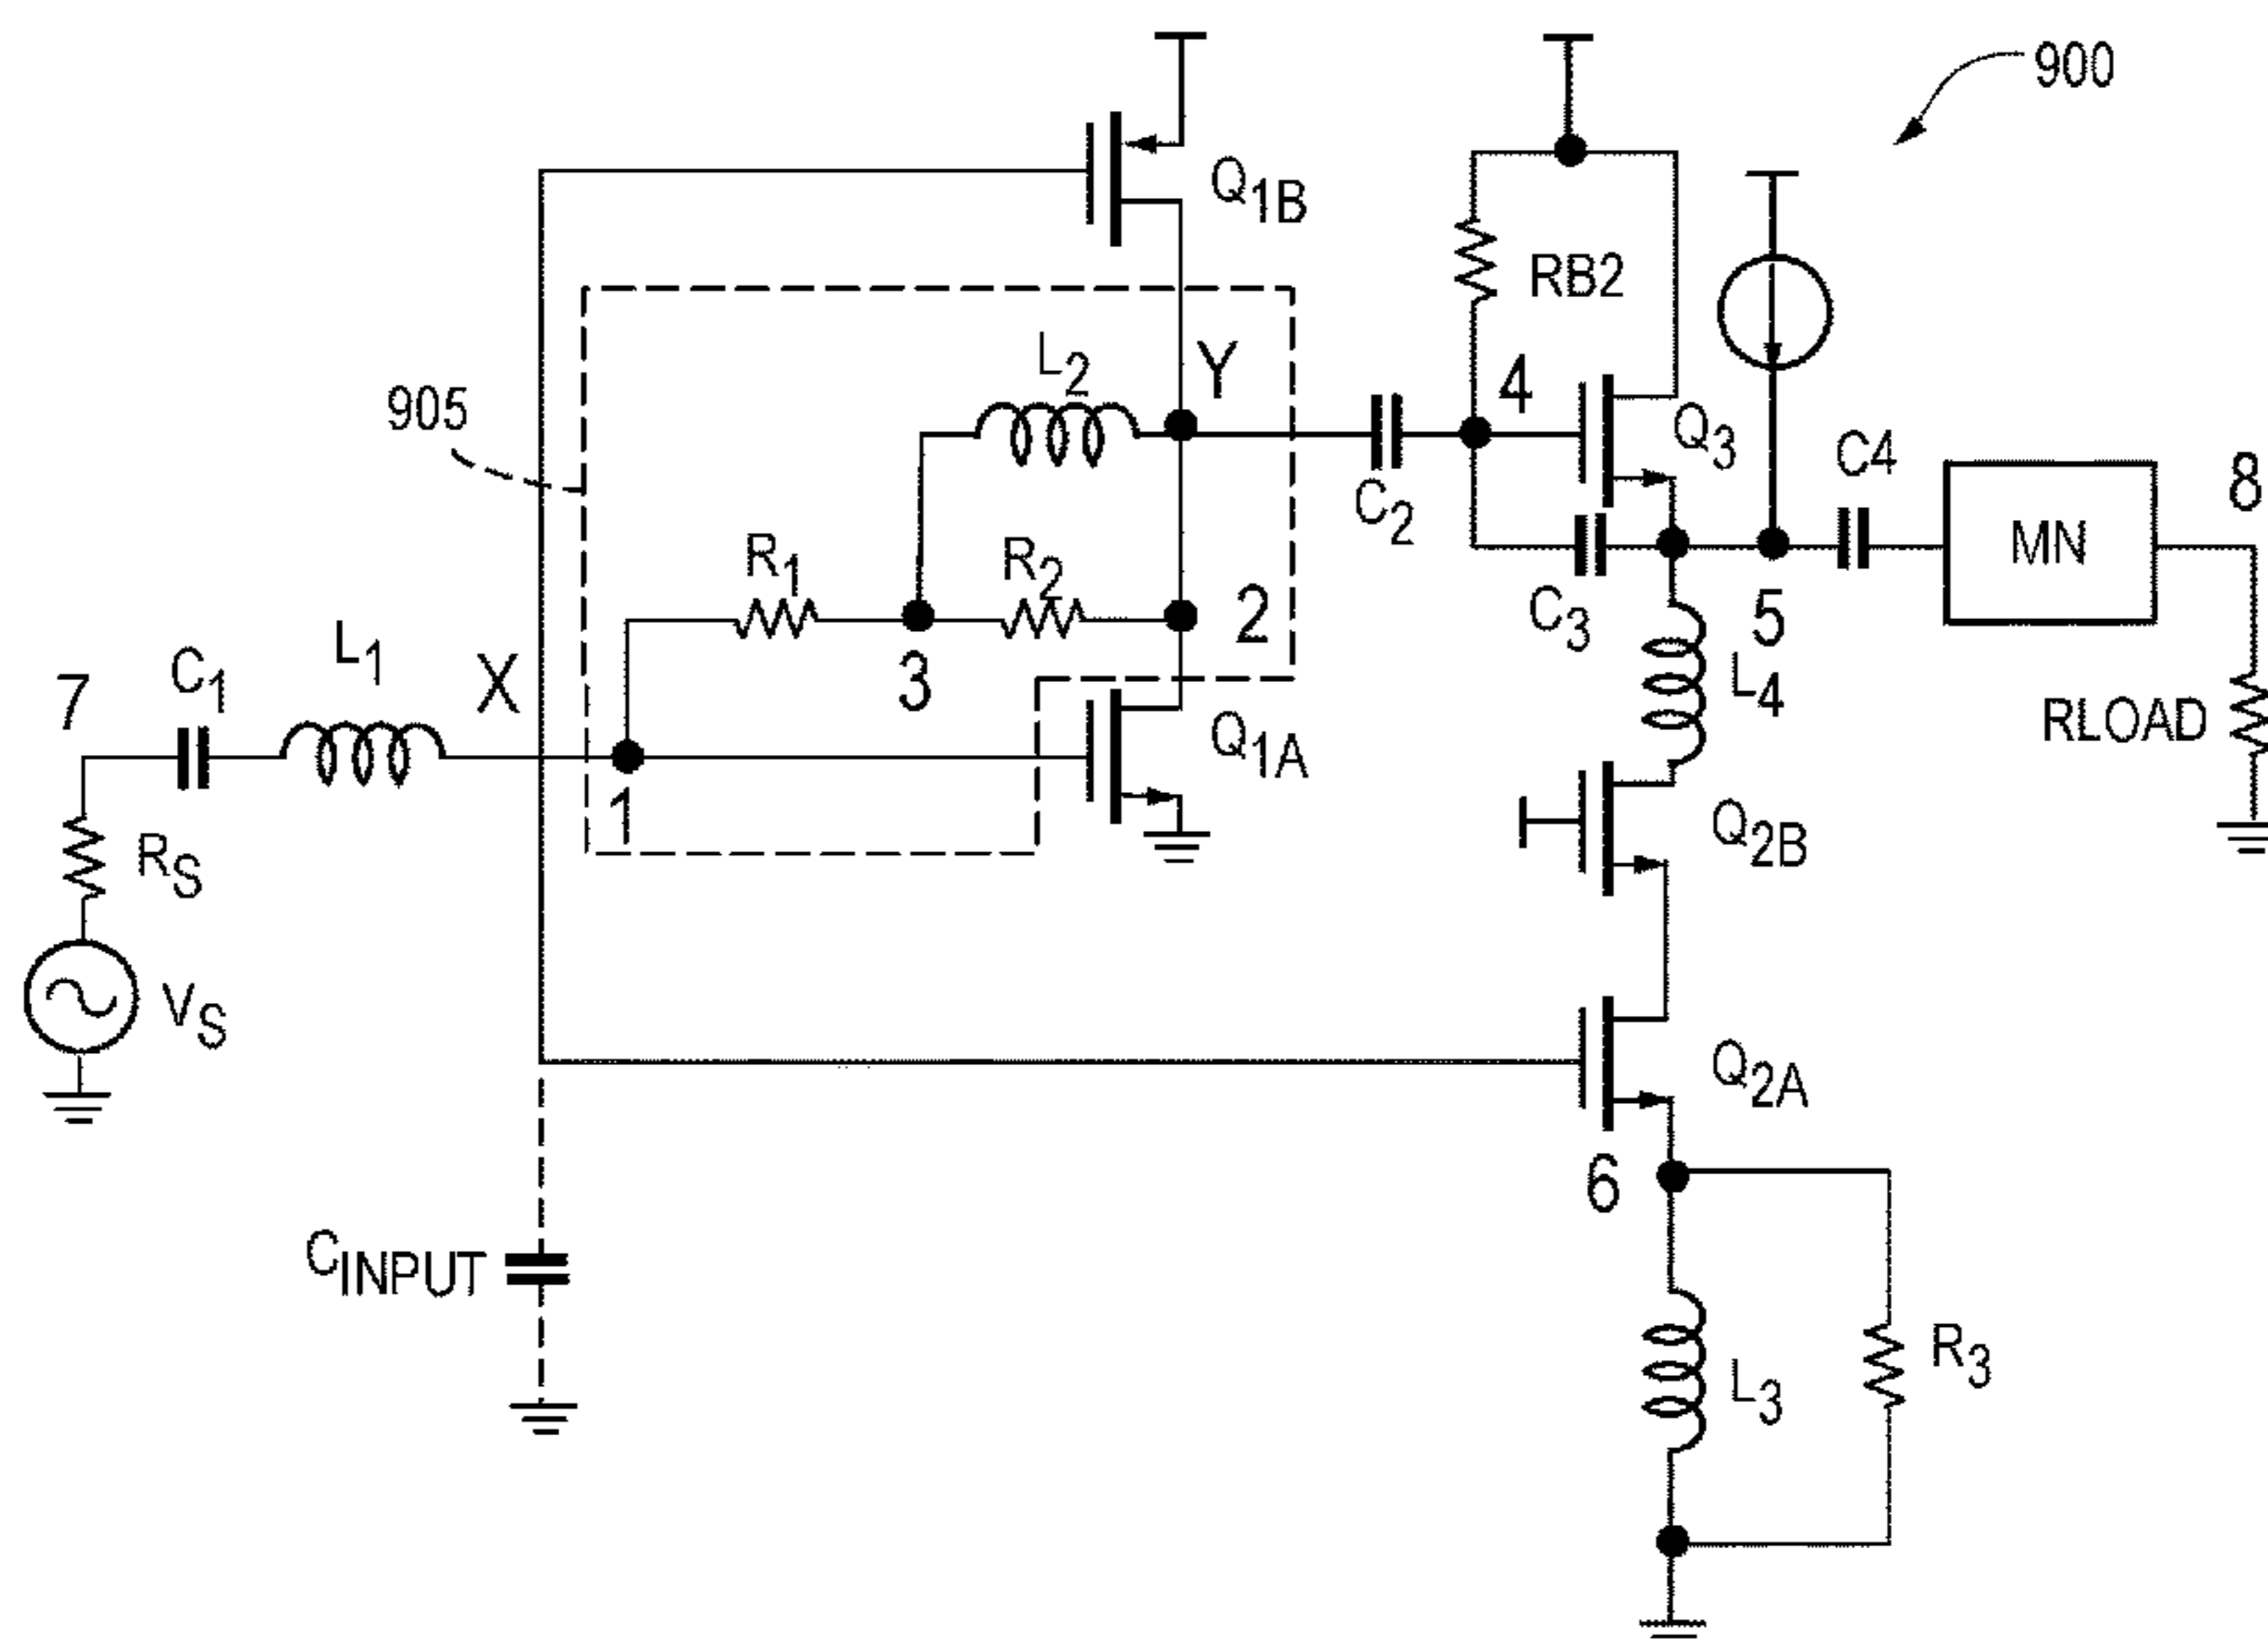 900
Q1B
RB2
L2
Y
4
905
Q3
C4
8
C2
MN
R1
R2
2
C3
5
L1
X
3
L4
7
C1
RLOAD
Q1A
1
Q2B
RS
VS
Q2A
6
CINPUT
L3
R3